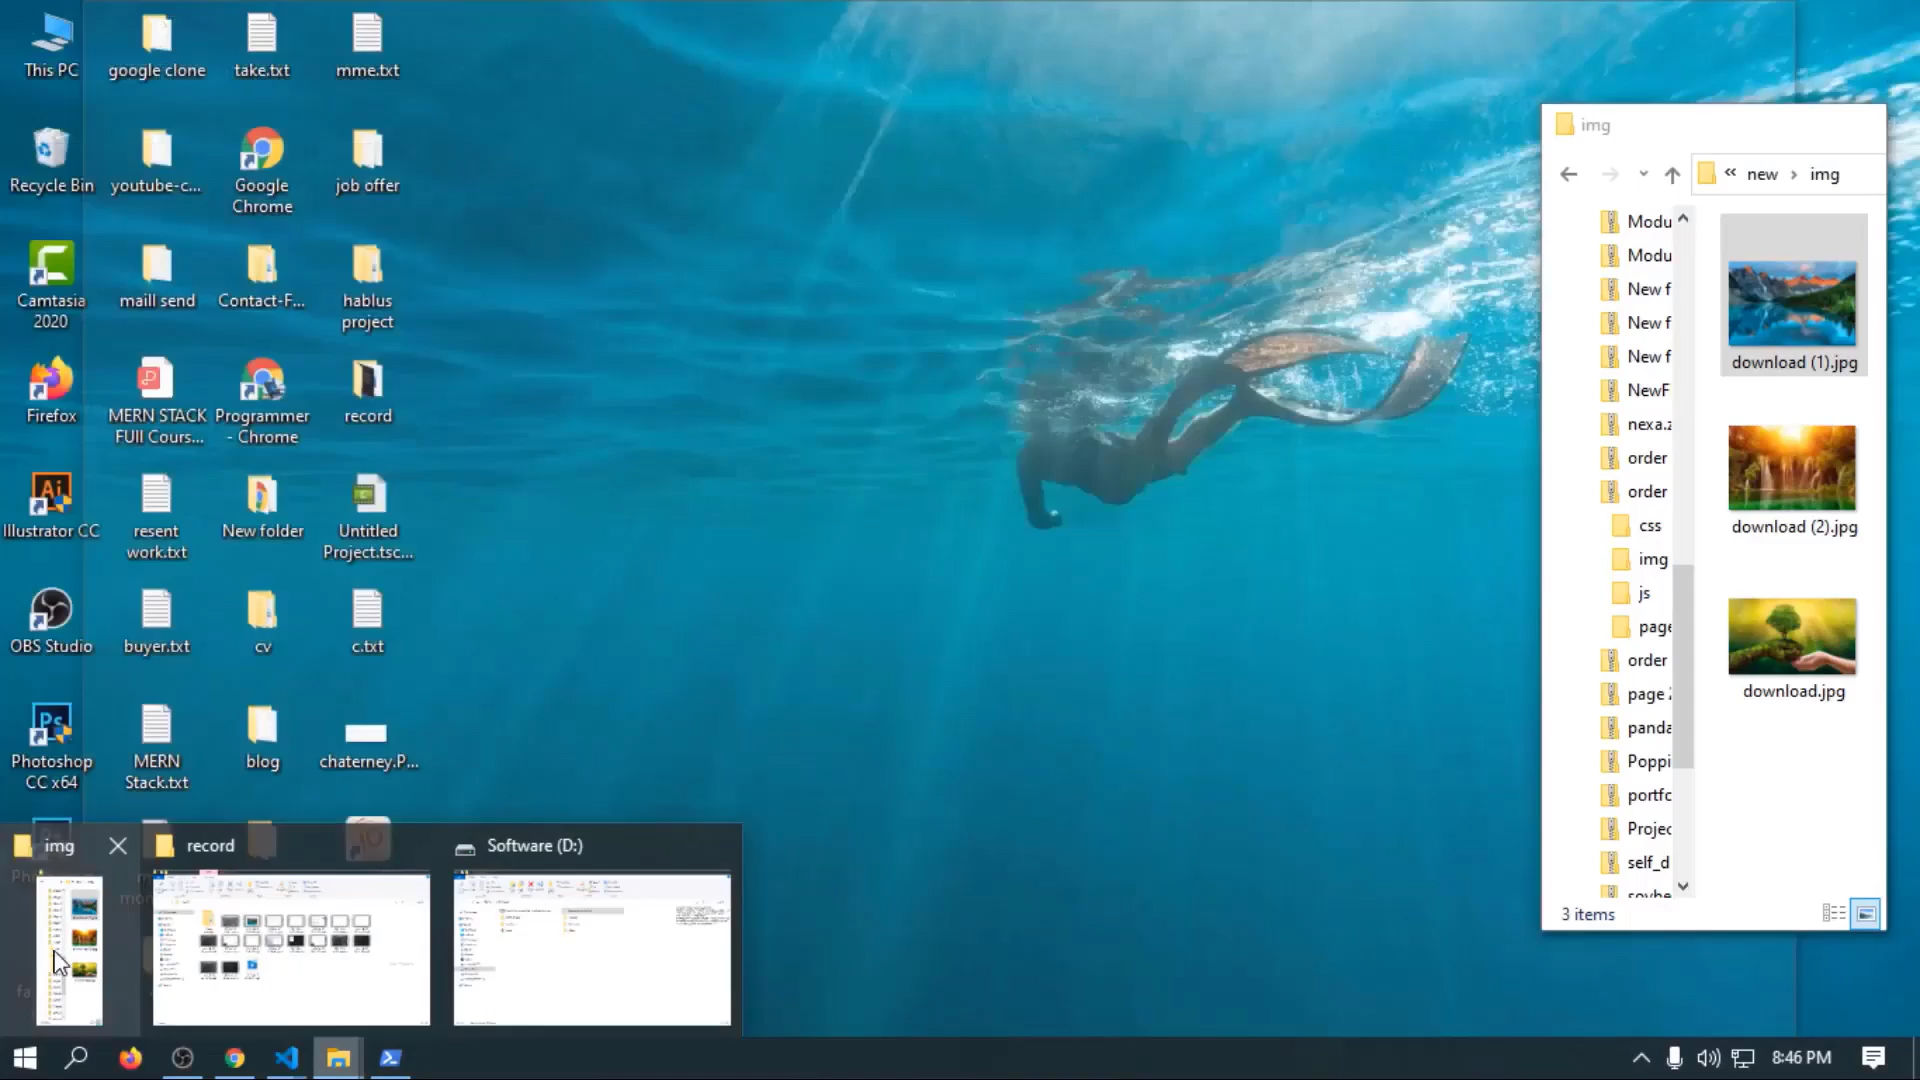 This PC
google clone
take.txt
mme.txt
Recycle Bin
youtube-c...
Google
Chrome
job offer
Camtasia
2020
maill send
Contact-F...
hablus
project
Firefox
MERN STACK
FUll Cours...
Programmer
- Chrome
record
Illustrator CC
resent
work.txt
New folder
Untitled
Project.tsc...
OBS Studio
buyer.txt
cv
c.txt
Photoshop
CC x64
MERN
Stack.txt
blog
chaterney.P...
img
« new > img
Modu
Modu
New f
New f
New f
NewF
nexa.z
order
order
css
img
js
page
order
page 2
panda
Poppi
portfo
Projec
self_d
download (1).jpg
download (2).jpg
download.jpg
3 items
img
record
Software (D:)
8:46 PM